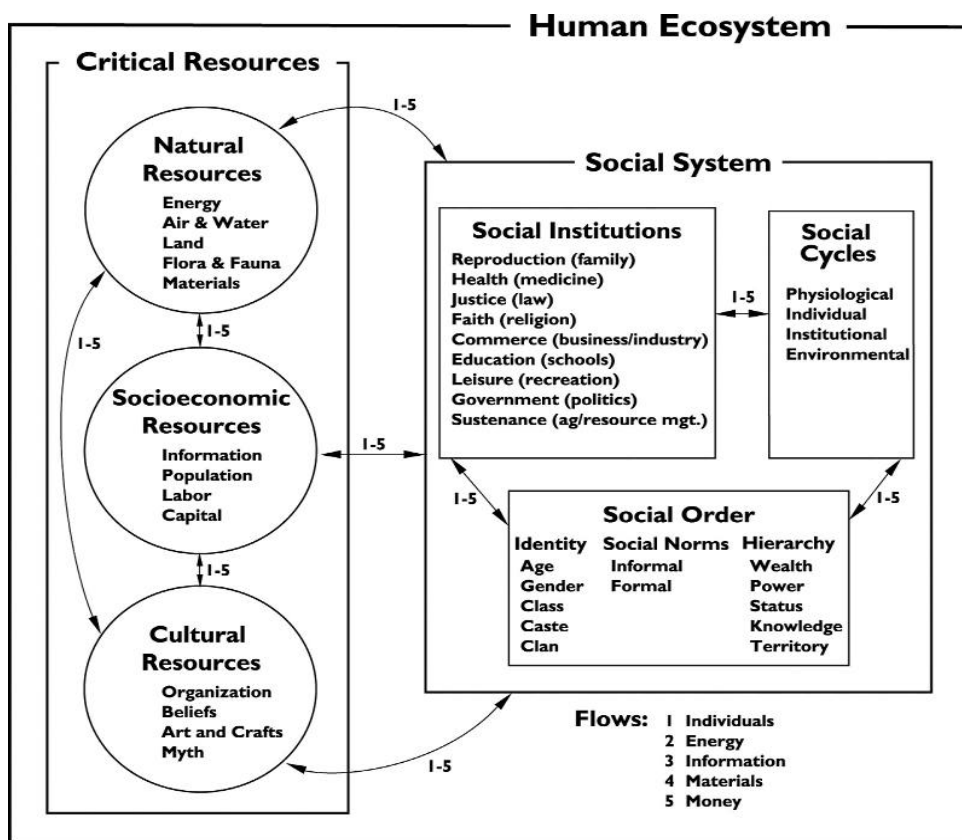 Human Ecosystem
Critical Resources
1-5
Natural
Resources
Energy
Air & Water
Land
Flora & Fauna
Materials
1-5
1-5
Socioeconomic
Resources
Information
Population
Labor
Capital
1-5
1-5
Cultural
Resources
Organization
Beliefs
Art and Crafts
Myth
1-5
Social System
Social Institutions
Reproduction (family)
Health (medicine)
Justice (law)
Faith (religion)
Commerce (business/industry)
Education (schools)
Leisure (recreation)
Government (politics)
Sustenance (ag/resource mgt.)
1-5
Social
Cycles
Physiological
Individual
Institutional
Environmental
1-5
1-5
Social Order
Identity
Age
Gender
Class
Caste
Clan
Social Norms
Informal
Formal
Hierarchy
Wealth
Power
Status
Knowledge
Territory
Flows: 1 Individuals
2 Energy
3 Information
4 Materials
5 Money